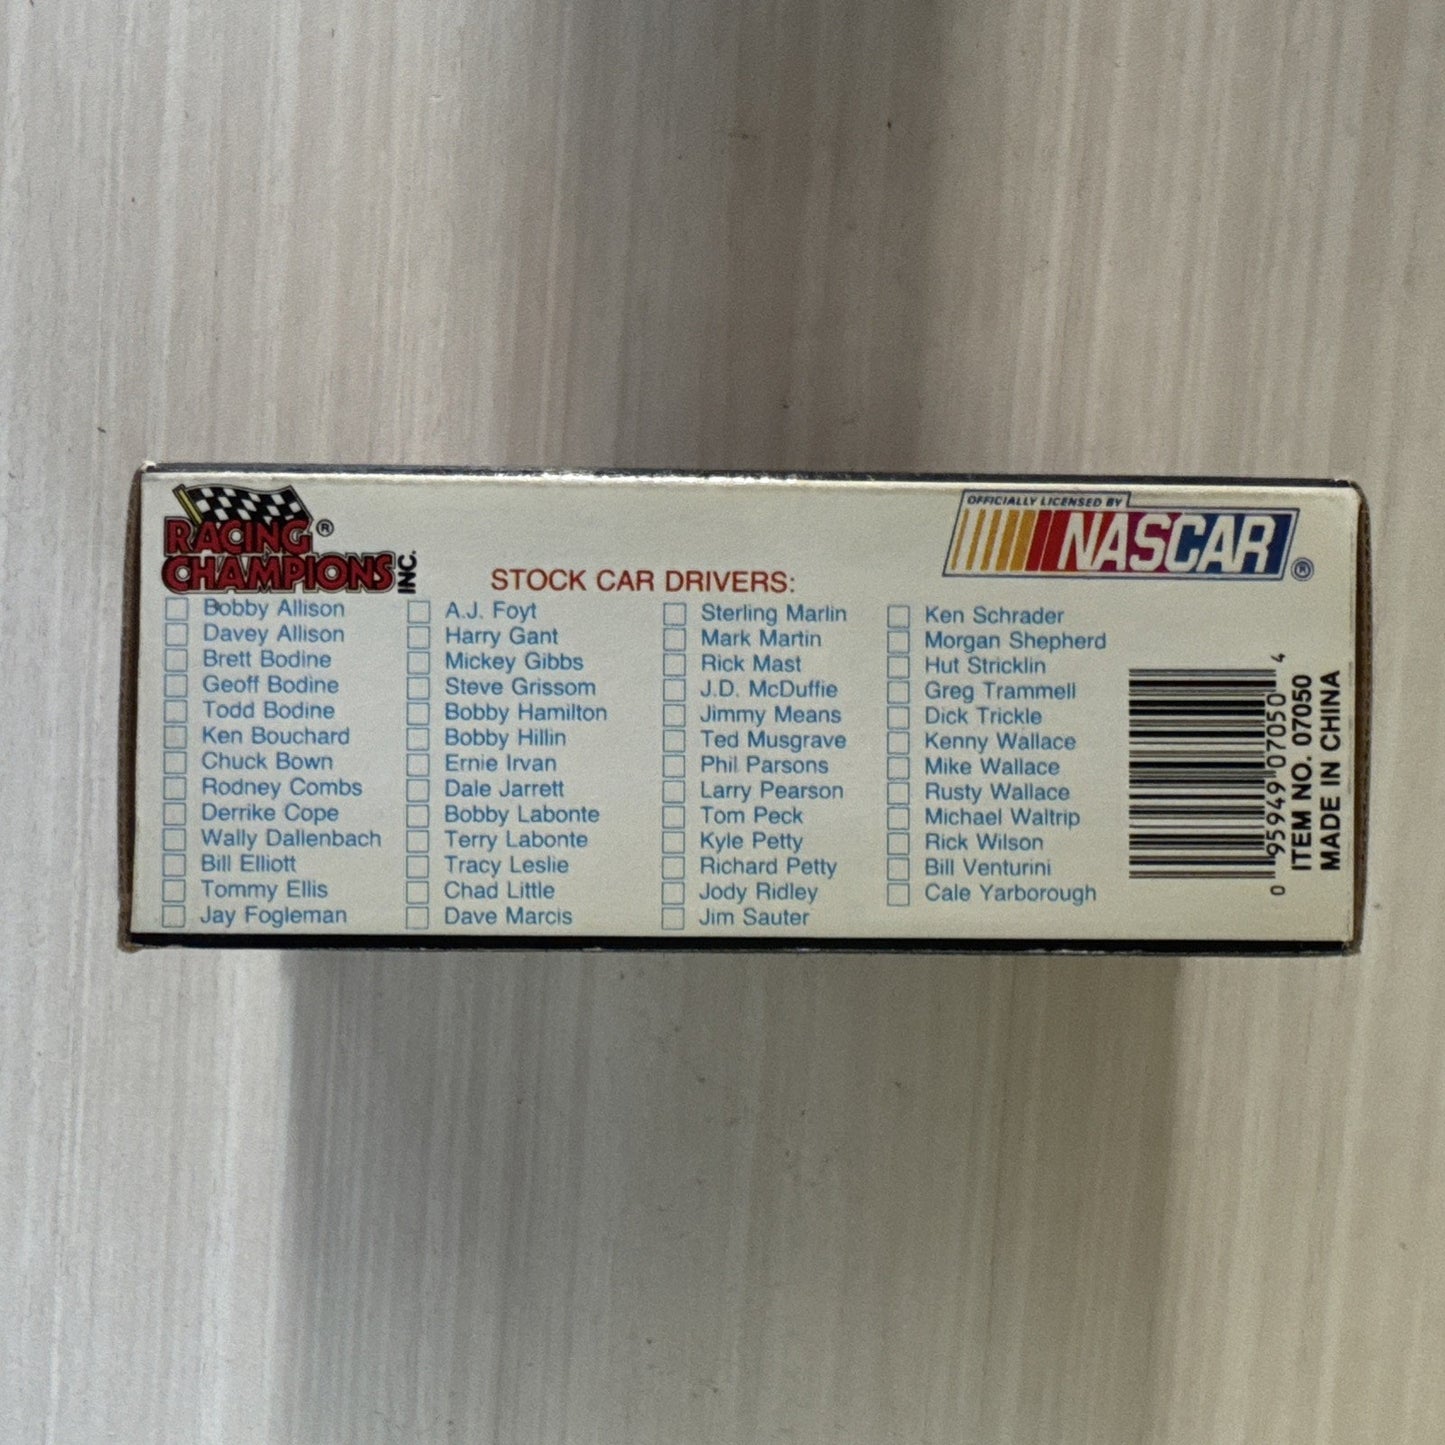 RACING ®
CHAMPIONS INC.
OFFICIALLY LICENSED BY
NASCAR ®
STOCK CAR DRIVERS:
Bobby Allison
Davey Allison
Brett Bodine
Geoff Bodine
Todd Bodine
Ken Bouchard
Chuck Bown
Rodney Combs
Derrike Cope
Wally Dallenbach
Bill Elliott
Tommy Ellis
Jay Fogleman
A.J. Foyt
Harry Gant
Mickey Gibbs
Steve Grissom
Bobby Hamilton
Bobby Hillin
Ernie Irvan
Dale Jarrett
Bobby Labonte
Terry Labonte
Tracy Leslie
Chad Little
Dave Marcis
Sterling Marlin
Mark Martin
Rick Mast
J.D. McDuffie
Jimmy Means
Ted Musgrave
Phil Parsons
Larry Pearson
Tom Peck
Kyle Petty
Richard Petty
Jody Ridley
Jim Sauter
Ken Schrader
Morgan Shepherd
Hut Stricklin
Greg Trammell
Dick Trickle
Kenny Wallace
Mike Wallace
Rusty Wallace
Michael Waltrip
Rick Wilson
Bill Venturini
Cale Yarborough
0 95949 07050 4
ITEM NO. 07050
MADE IN CHINA